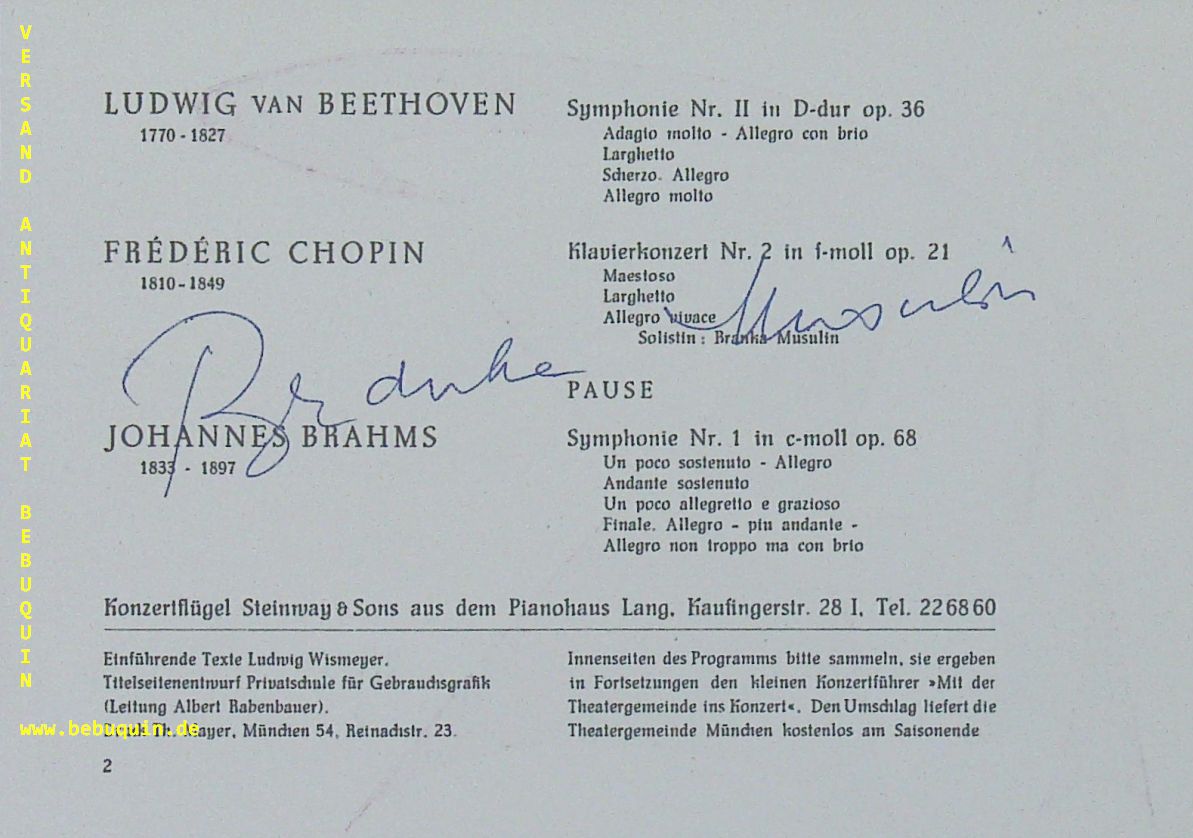 VERSAND ANTIQUARIAT BEBUQUIN
LUDWIG VAN BEETHOVEN
1770 - 1827
Symphonie Nr. II in D-dur op. 36
Adagio molto - Allegro con brio
Larghetto
Scherzo. Allegro
Allegro molto
FRÉDÉRIC CHOPIN
1810 - 1849
Klavierkonzert Nr. 2 in f-moll op. 21
Maestoso
Larghetto
Allegro vivace
Solistin : Branka Musulin
Musulin
PAUSE
JOHANNES BRAHMS
1833 - 1897
Symphonie Nr. 1 in c-moll op. 68
Un poco sostenuto - Allegro
Andante sostenuto
Un poco allegretto e grazioso
Finale. Allegro - piu andante -
Allegro non troppo ma con brio
Konzertflügel Steinway & Sons aus dem Pianohaus Lang, Kaufingerstr. 28 I, Tel. 22 68 60
Einführende Texte Ludwig Wismeyer.
Titelseitenentwurf Privatschule für Gebrauchsgrafik
(Leitung Albert Rabenbauer).
Mayer, München 54, Reinachstr. 23.
www.bebuquin.de
Innenseiten des Programms bitte sammeln, sie ergeben
in Fortsetzungen den kleinen Konzertführer »Mit der
Theatergemeinde ins Konzert«. Den Umschlag liefert die
Theatergemeinde München kostenlos am Saisonende
2